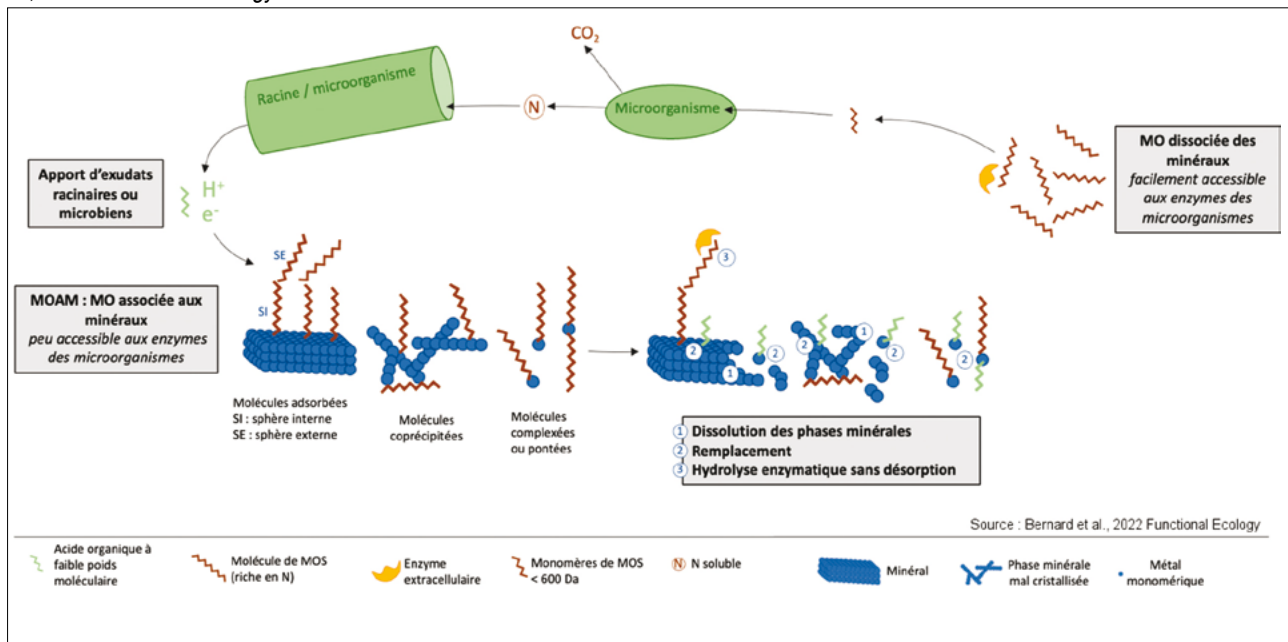 CO₂
Racine / microorganisme
N
Microorganisme
MO dissociée des
minéraux
facilement accessible
aux enzymes des
microorganismes
Apport d'exudats
racinaires ou
microbiens
H⁺
e⁻
SE
SI
3
MOAM : MO associée aux
minéraux
peu accessible aux enzymes
des microorganismes
2
1
2
2
1
2
2
Molécules adsorbées
SI : sphère interne
SE : sphère externe
Molécules
coprécipitées
Molécules
complexées
ou pontées
1 Dissolution des phases minérales
2 Remplacement
3 Hydrolyse enzymatique sans désorption
Source : Bernard et al., 2022 Functional Ecology
Acide organique à
faible poids
moléculaire
Molécule de MOS
(riche en N)
Enzyme
extracellulaire
Monomères de MOS
< 600 Da
N N soluble
Minéral
Phase minérale
mal cristallisée
Métal
monomérique